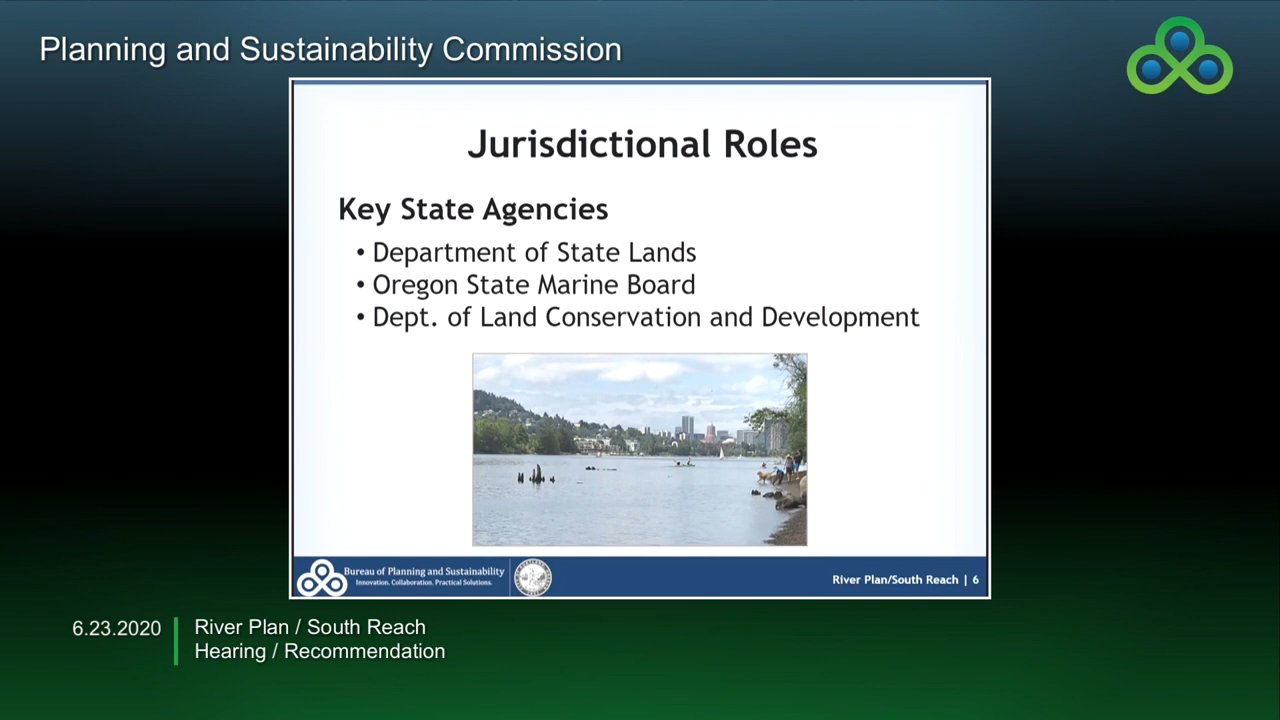 Planning and Sustainability Commission
Jurisdictional Roles
Key State Agencies
• Department of State Lands
• Oregon State Marine Board
• Dept. of Land Conservation and Development
Bureau of Planning and Sustainability
Innovation. Collaboration. Practical Solutions.
River Plan/South Reach | 6
6.23.2020
River Plan / South Reach
Hearing / Recommendation